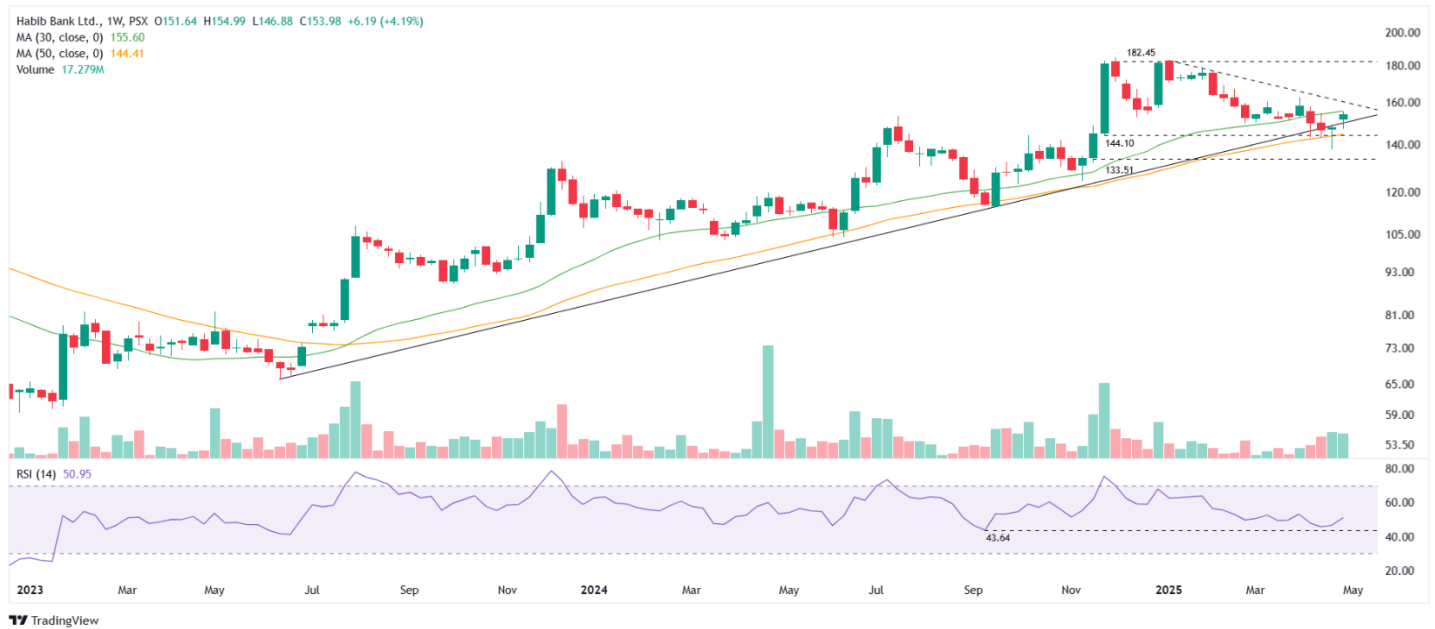 Habib Bank Ltd., 1W, PSX O151.64 H154.99 L146.88 C153.98 +6.19 (+4.19%)
MA (30, close, 0) 155.60
MA (50, close, 0) 144.41
Volume 17.279M
200.00
182.45
180.00
160.00
144.10
140.00
133.51
120.00
105.00
93.00
81.00
73.00
65.00
59.00
53.50
RSI (14) 50.95
80.00
60.00
43.64
40.00
20.00
2023 Mar May Jul Sep Nov 2024 Mar May Jul Sep Nov 2025 Mar May
TradingView